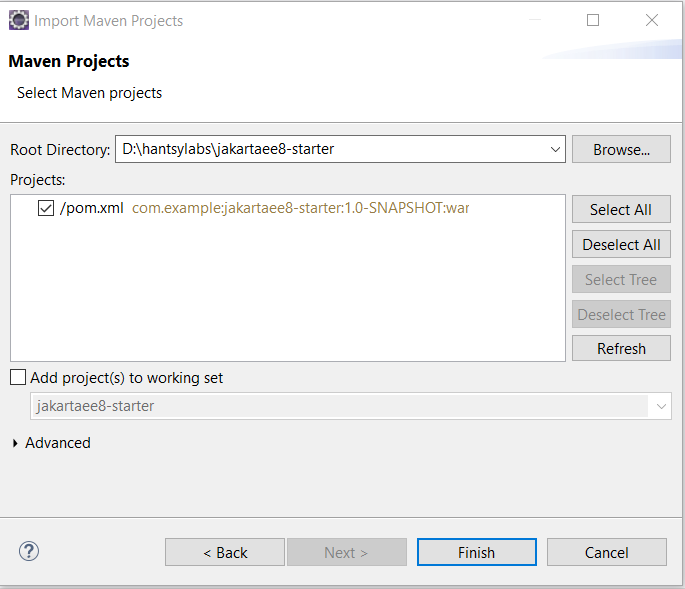 Import Maven Projects
Maven Projects
Select Maven projects
Root Directory: D:\hantsylabs\jakartaee8-starter Browse...
Projects:
/pom.xml com.example:jakartaee8-starter:1.0-SNAPSHOT:war
Select All
Deselect All
Select Tree
Deselect Tree
Refresh
Add project(s) to working set
jakartaee8-starter
Advanced
? < Back Next > Finish Cancel